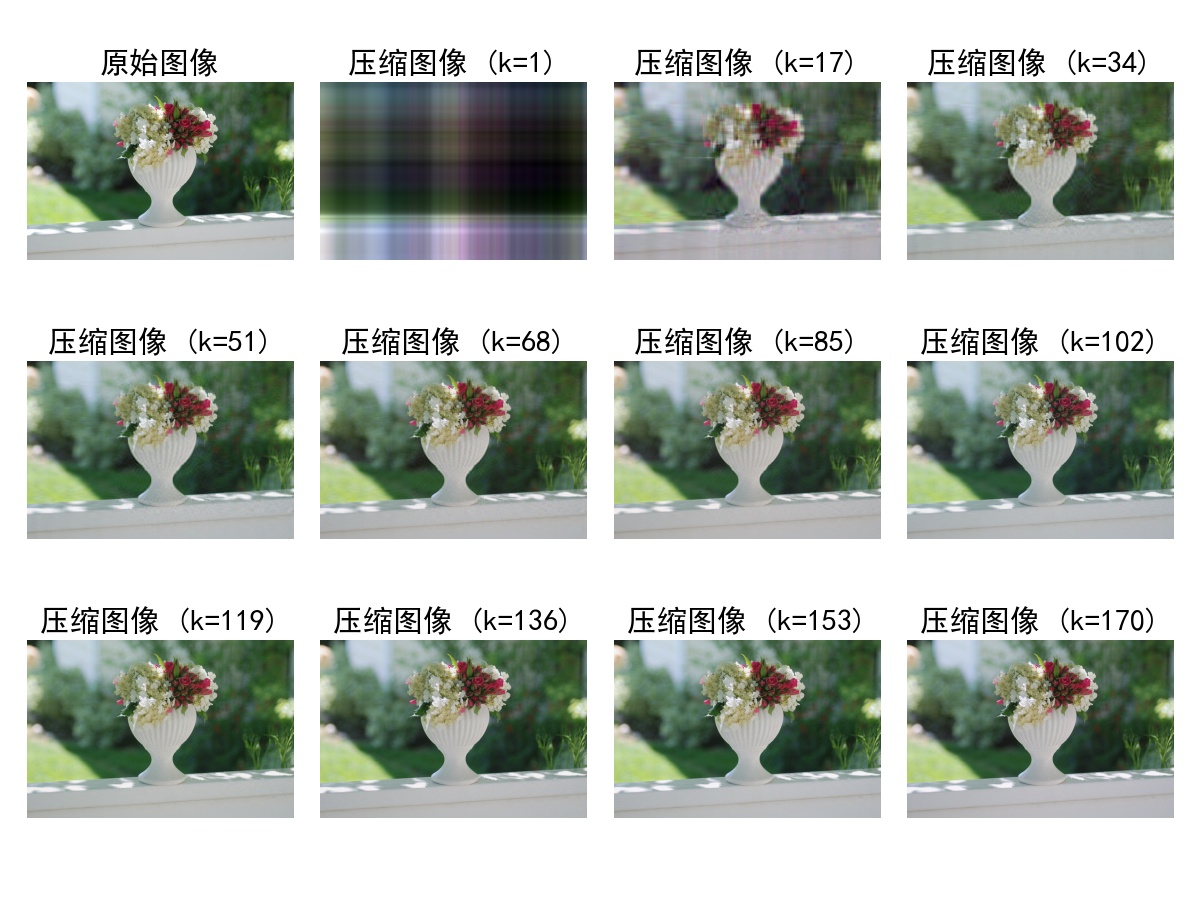 原始图像
压缩图像 (k=1)
压缩图像 (k=17)
压缩图像 (k=34)
压缩图像 (k=51)
压缩图像 (k=68)
压缩图像 (k=85)
压缩图像 (k=102)
压缩图像 (k=119)
压缩图像 (k=136)
压缩图像 (k=153)
压缩图像 (k=170)